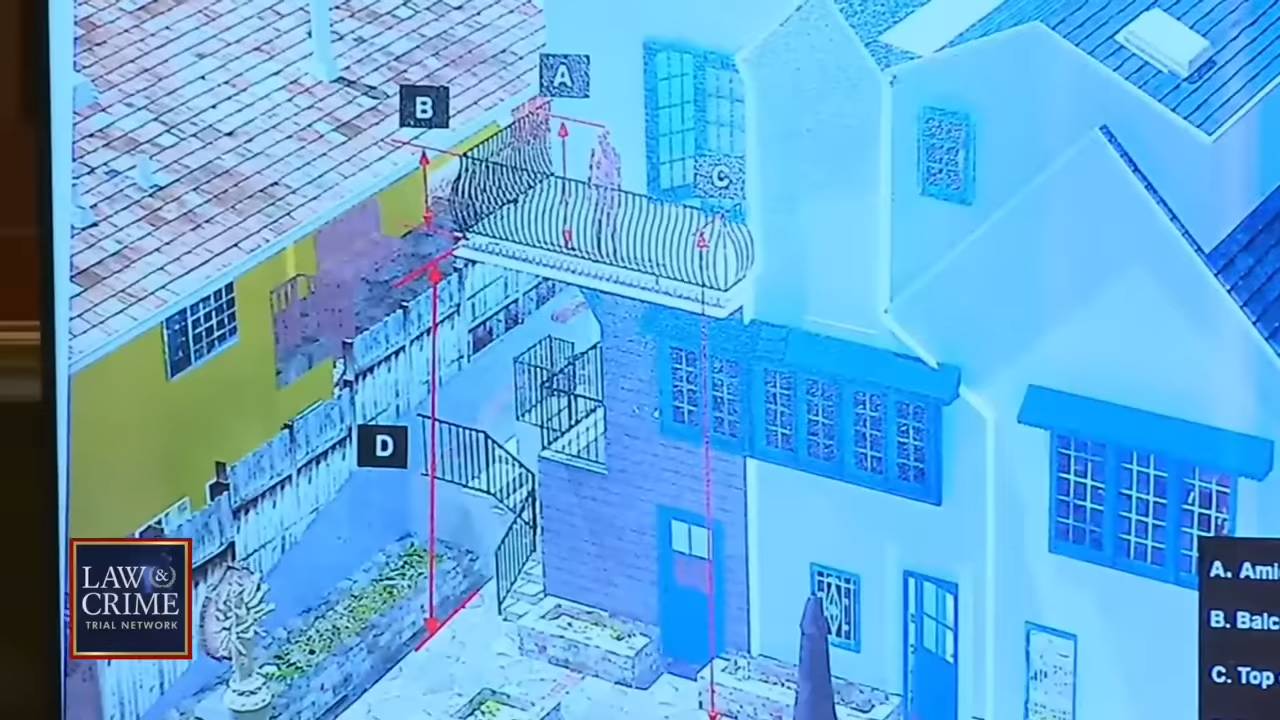 A
B
C
D
LAW &
CRIME
TRIAL NETWORK
A. Ami
B. Balc
C. Top